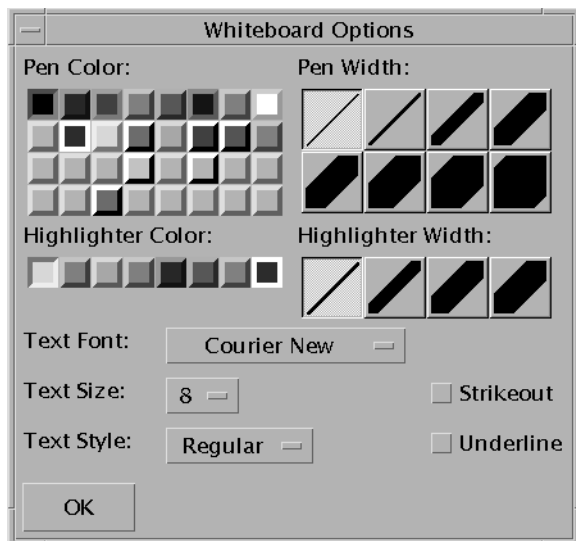 Whiteboard Options
Pen Color: Pen Width:
Highlighter Color: Highlighter Width:
Text Font: Courier New
Text Size: 8 Strikeout
Text Style: Regular Underline
OK